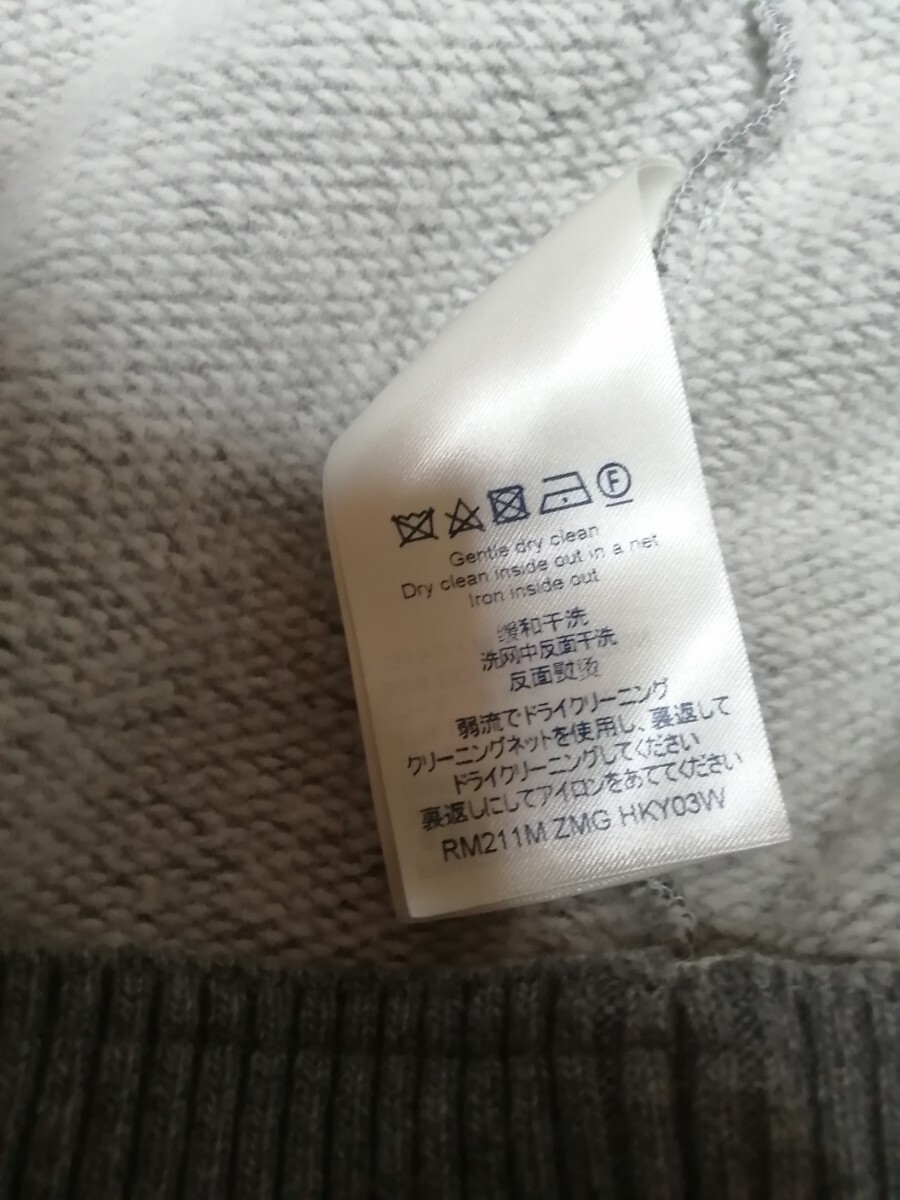 F
Gentle dry clean
Dry clean inside out in a net
Iron inside out
缓和干洗
洗网中反面干洗
反面熨烫
弱流でドライクリーニング
クリーニングネットを使用し、裏返して
ドライクリーニングしてください
裏返しにしてアイロンをあててください
RM211M ZMG HKY03W